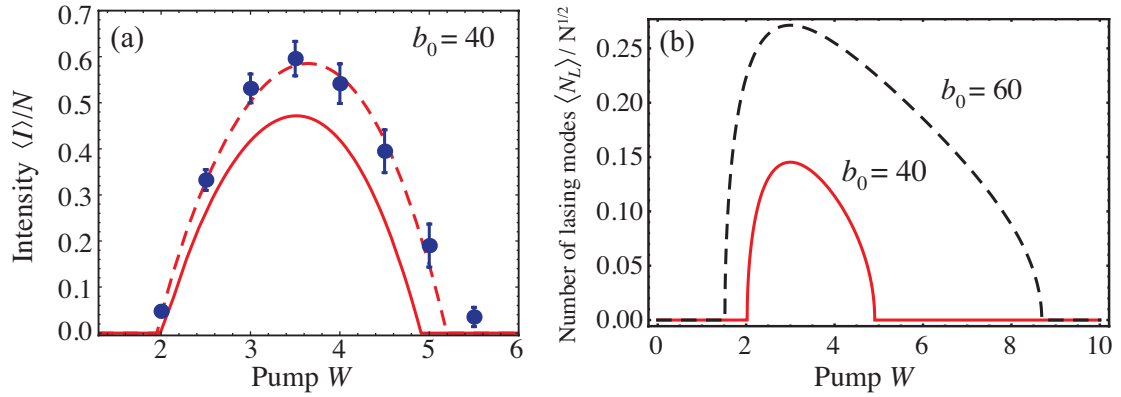 (a)
b₀ = 40
Intensity ⟨I⟩/N
0.7
0.6
0.5
0.4
0.3
0.2
0.1
0.0
2
3
4
5
6
Pump W
(b)
b₀ = 60
b₀ = 40
Number of lasing modes ⟨N_L⟩ / N^{1/2}
0.25
0.20
0.15
0.10
0.05
0.00
0
2
4
6
8
10
Pump W